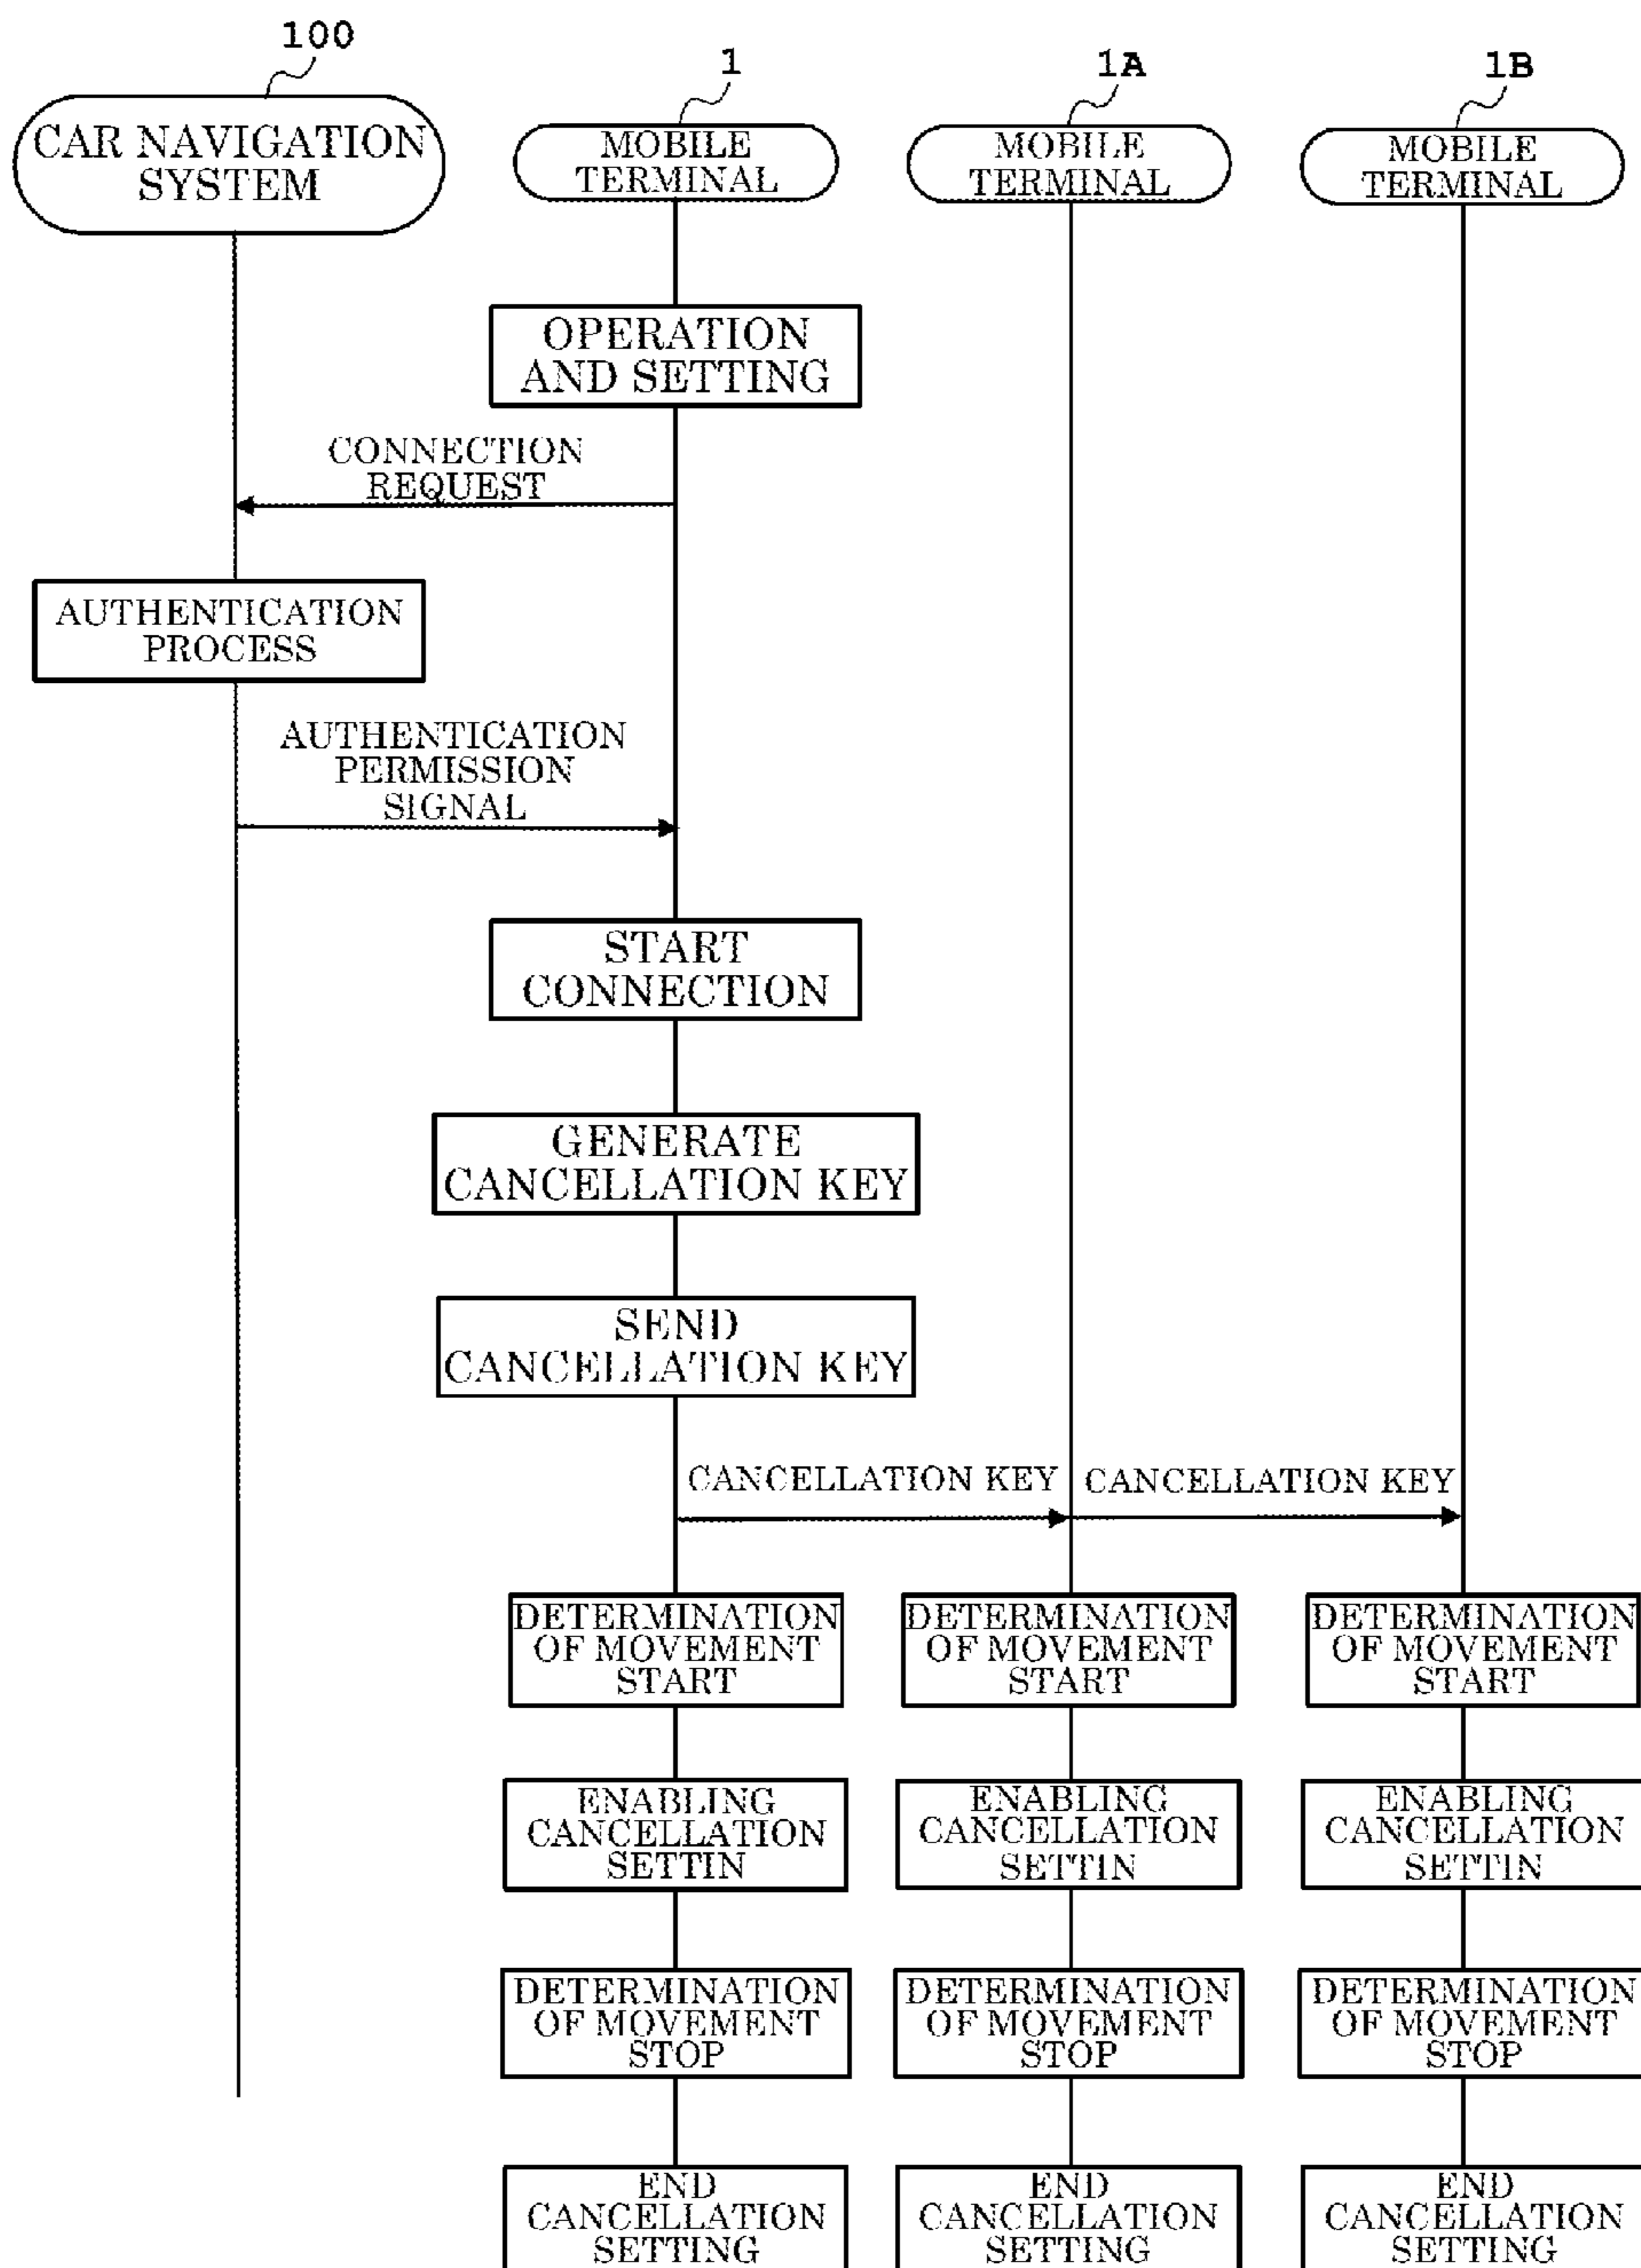 100
1
1A
1B
CAR NAVIGATION
SYSTEM
MOBILE
TERMINAL
MOBILE
TERMINAL
MOBILE
TERMINAL
OPERATION
AND SETTING
CONNECTION
REQUEST
AUTHENTICATION
PROCESS
AUTHENTICATION
PERMISSION
SIGNAL
START
CONNECTION
GENERATE
CANCELLATION KEY
SEND
CANCELLATION KEY
CANCELLATION KEY
CANCELLATION KEY
DETERMINATION
OF MOVEMENT
START
DETERMINATION
OF MOVEMENT
START
DETERMINATION
OF MOVEMENT
START
ENABLING
CANCELLATION
SETTIN
ENABLING
CANCELLATION
SETTIN
ENABLING
CANCELLATION
SETTIN
DETERMINATION
OF MOVEMENT
STOP
DETERMINATION
OF MOVEMENT
STOP
DETERMINATION
OF MOVEMENT
STOP
END
CANCELLATION
SETTING
END
CANCELLATION
SETTING
END
CANCELLATION
SETTING